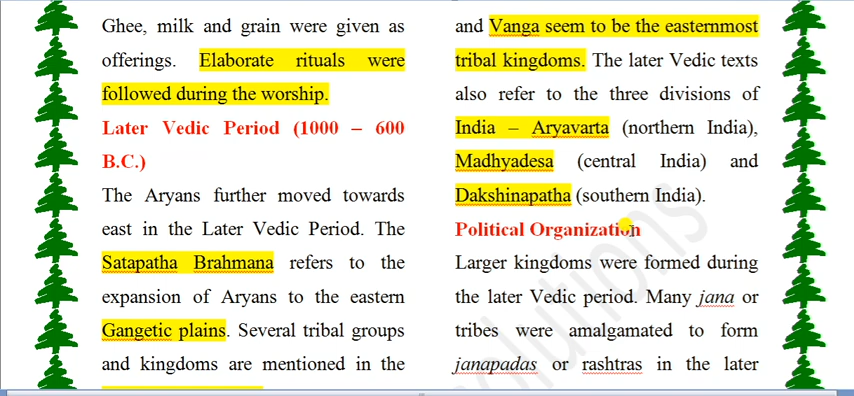 Ghee, milk and grain were given as
offerings. Elaborate rituals were
followed during the worship.
Later Vedic Period (1000 – 600
B.C.)
The Aryans further moved towards
east in the Later Vedic Period. The
Satapatha Brahmana refers to the
expansion of Aryans to the eastern
Gangetic plains. Several tribal groups
and kingdoms are mentioned in the
and Vanga seem to be the easternmost
tribal kingdoms. The later Vedic texts
also refer to the three divisions of
India – Aryavarta (northern India),
Madhyadesa (central India) and
Dakshinapatha (southern India).
Political Organization
Larger kingdoms were formed during
the later Vedic period. Many jana or
tribes were amalgamated to form
janapadas or rashtras in the later